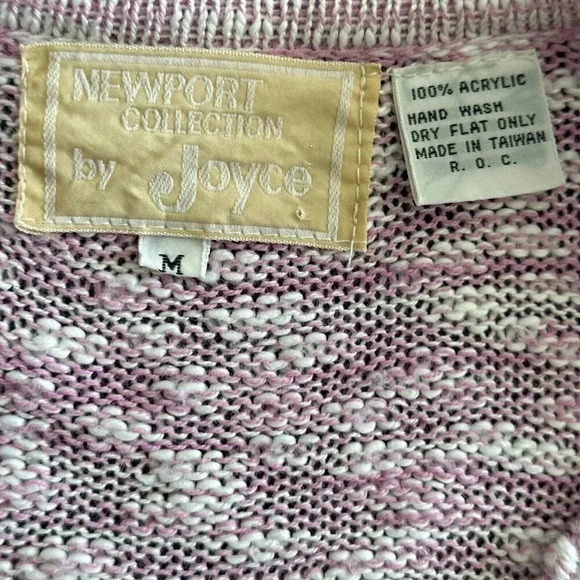 NEWPORT
COLLECTION
by Joyce
M
100% ACRYLIC
HAND WASH
DRY FLAT ONLY
MADE IN TAIWAN
R. O. C.